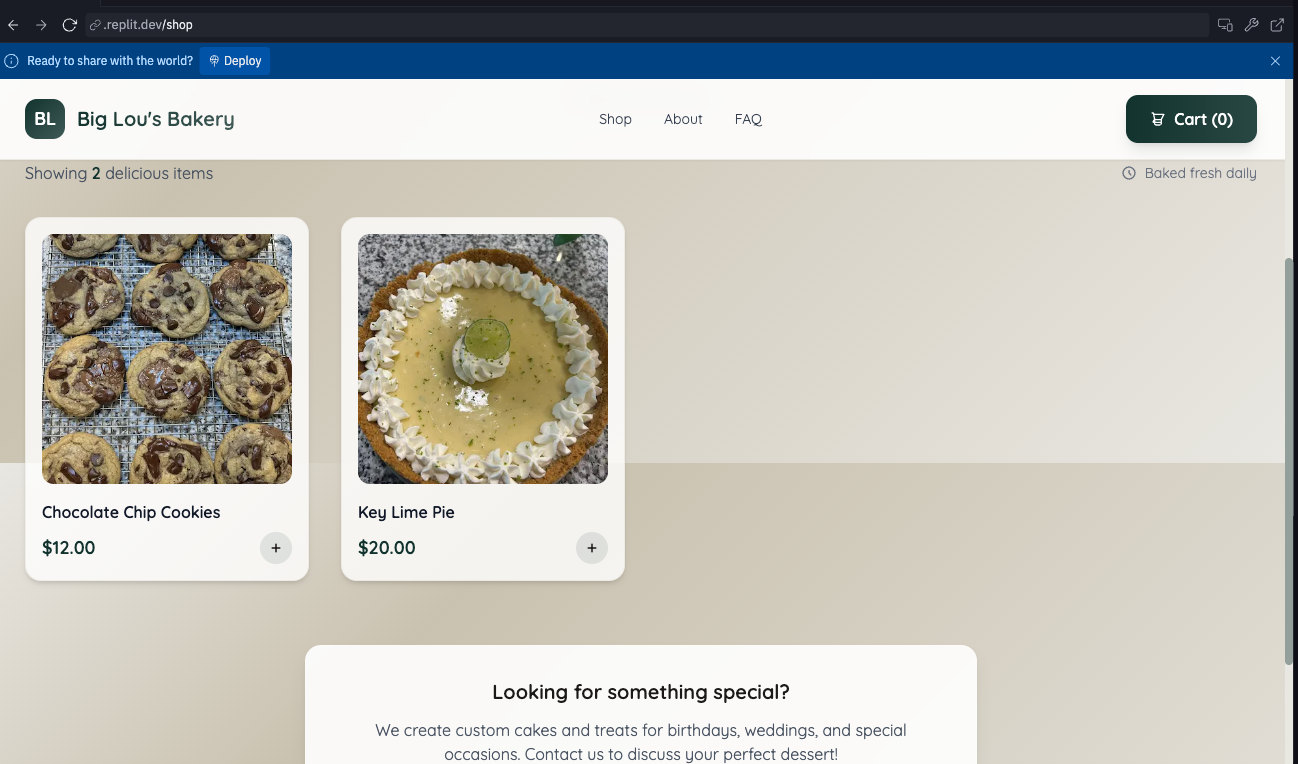 .replit.dev/shop
Ready to share with the world? Deploy
BL Big Lou's Bakery Shop About FAQ Cart (0)
Showing 2 delicious items Baked fresh daily
Chocolate Chip Cookies Key Lime Pie
$12.00 + $20.00 +
Looking for something special?
We create custom cakes and treats for birthdays, weddings, and special
occasions. Contact us to discuss your perfect dessert!